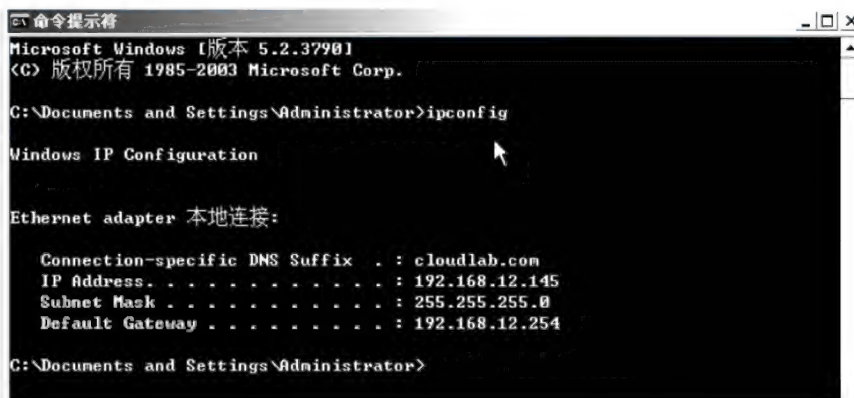 命令提示符
Microsoft Windows [版本 5.2.3790]
<C> 版权所有 1985-2003 Microsoft Corp.
C:\Documents and Settings\Administrator>ipconfig
Windows IP Configuration
Ethernet adapter 本地连接:
Connection-specific DNS Suffix . : cloudlab.com
IP Address. . . . . . . . . . . . : 192.168.12.145
Subnet Mask . . . . . . . . . . . : 255.255.255.0
Default Gateway . . . . . . . . . : 192.168.12.254
C:\Documents and Settings\Administrator>